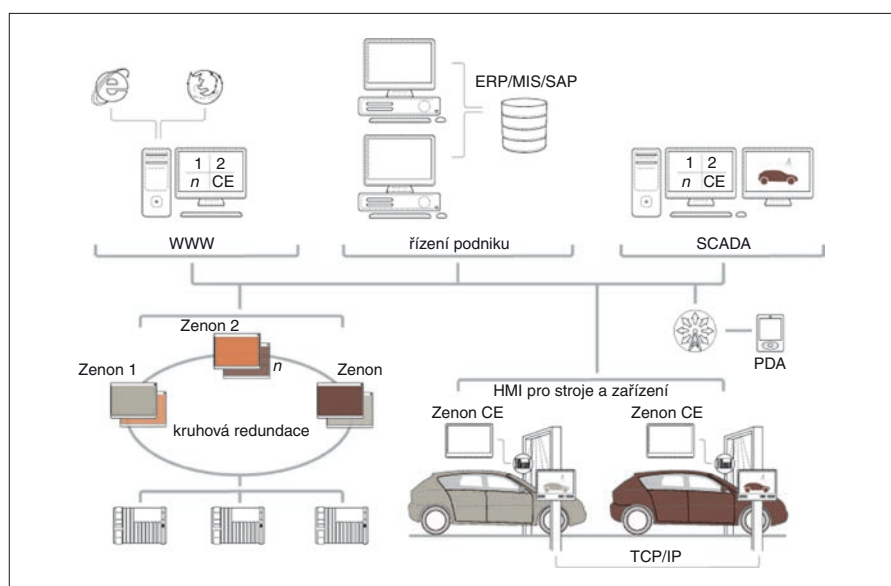 ERP/MIS/SAP
1 2
n CE
1 2
n CE
WWW
řízení podniku
SCADA
Zenon 2
n
Zenon 1
Zenon
kruhová redundace
PDA
HMI pro stroje a zařízení
Zenon CE
Zenon CE
TCP/IP